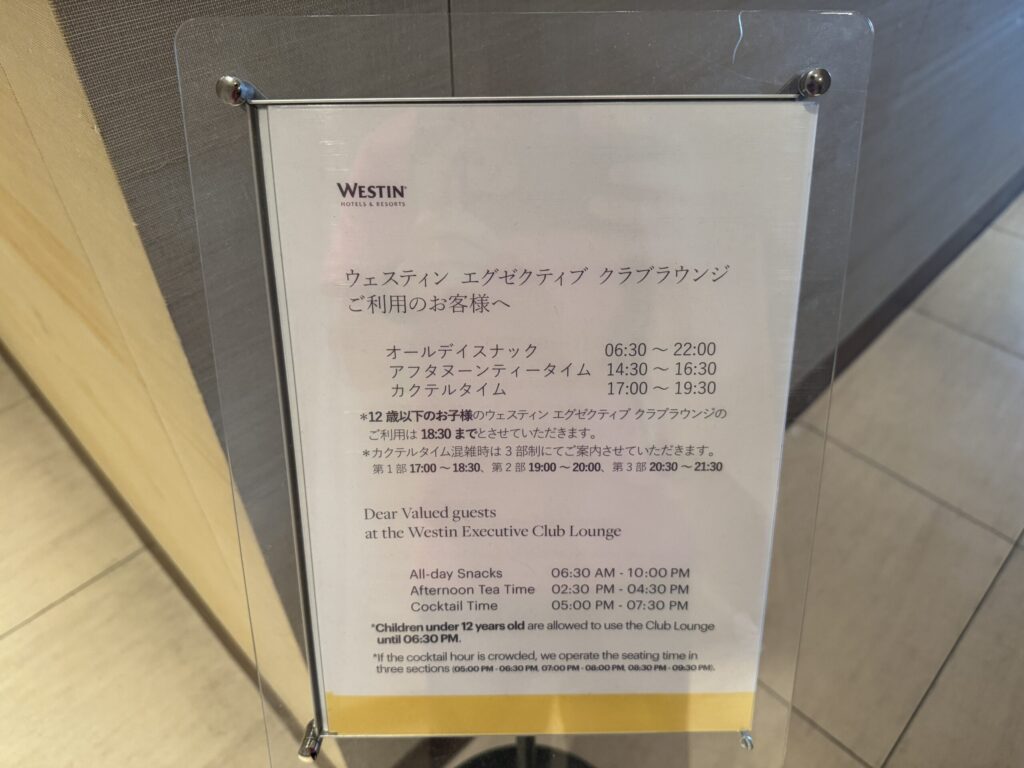 WESTIN
HOTELS & RESORTS
ウェスティン エグゼクティブ クラブラウンジ
ご利用のお客様へ
オールデイスナック 06:30 〜 22:00
アフタヌーンティータイム 14:30 〜 16:30
カクテルタイム 17:00 〜 19:30
*12 歳以下のお子様のウェスティン エグゼクティブ クラブラウンジの
ご利用は 18:30 までとさせていただきます。
*カクテルタイム混雑時は 3 部制にてご案内させていただきます。
第 1 部 17:00 〜 18:30、第 2 部 19:00 〜 20:00、第 3 部 20:30 〜 21:30
Dear Valued guests
at the Westin Executive Club Lounge
All-day Snacks 06:30 AM - 10:00 PM
Afternoon Tea Time 02:30 PM - 04:30 PM
Cocktail Time 05:00 PM - 07:30 PM
*Children under 12 years old are allowed to use the Club Lounge
until 06:30 PM.
*If the cocktail hour is crowded, we operate the seating time in
three sections (05:00 PM - 06:30 PM, 07:00 PM - 08:00 PM, 08:30 PM - 09:30 PM).